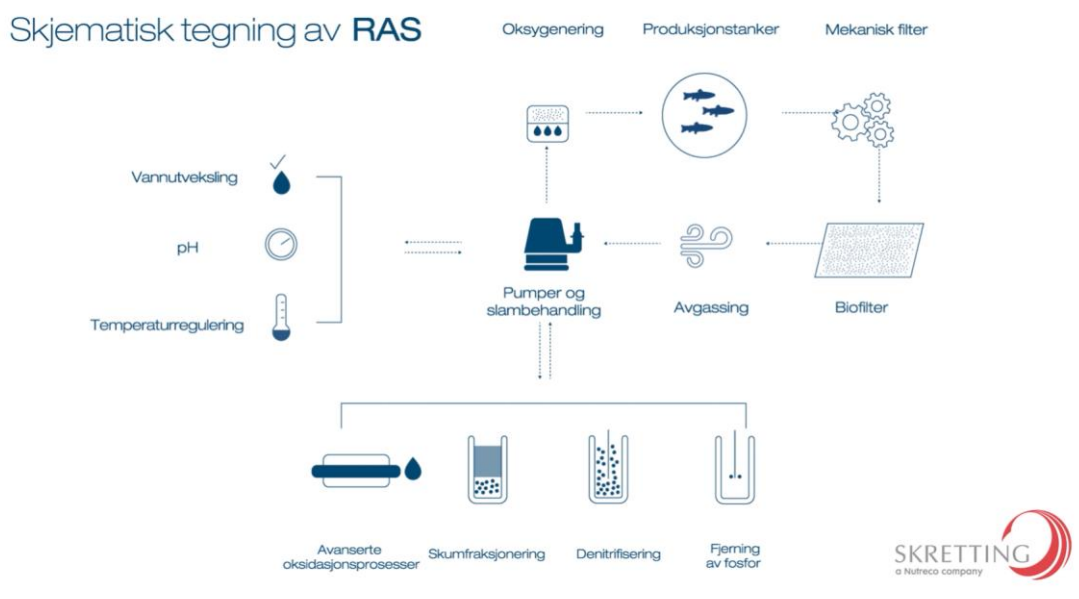 Skjematisk tegning av RAS
Oksygenering
Produksjonstanker
Mekanisk filter
Vannutveksling
pH
Temperaturregulering
Pumper og
slambehandling
Avgassing
Biofilter
Avanserte
oksidasjonsprosesser
Skumfraksjonering
Denitrifisering
Fjerning
av fosfor
SKRETTING
a Nutreco company